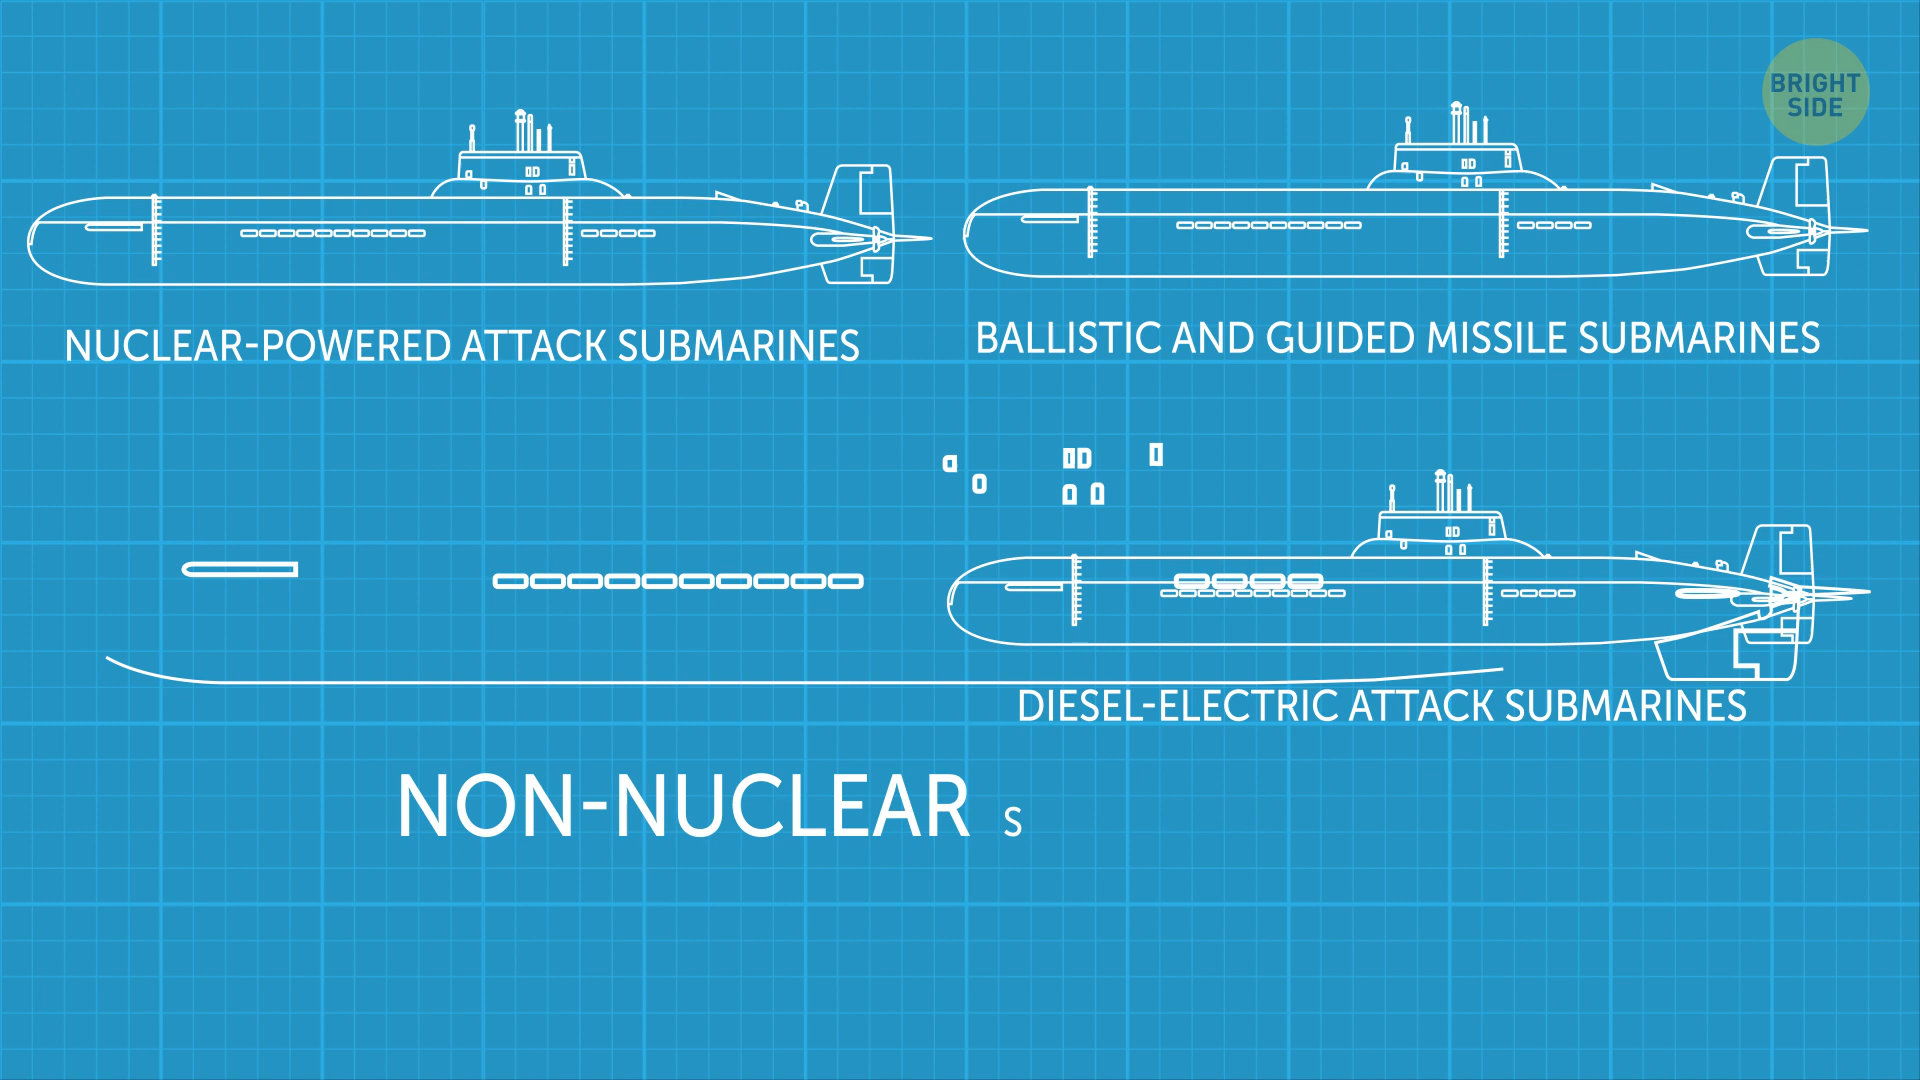 BRIGHT
SIDE
NUCLEAR-POWERED ATTACK SUBMARINES
BALLISTIC AND GUIDED MISSILE SUBMARINES
DIESEL-ELECTRIC ATTACK SUBMARINES
NON-NUCLEAR S